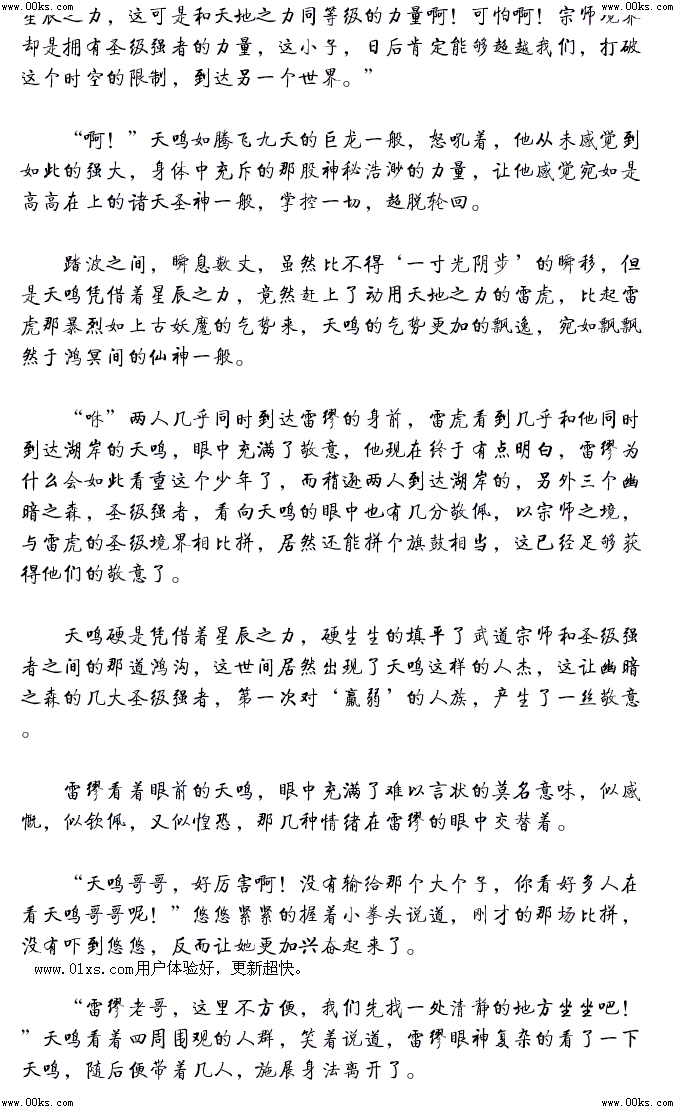 www.00ks.com www.00ks.com
星辰之力，这可是和天地之力同等级的力量啊！可怕啊！宗师境界
却是拥有圣级强者的力量，这小子，日后肯定能够超越我们，打破
这个时空的限制，到达另一个世界。”
“啊！”天鸣如腾飞九天的巨龙一般，怒吼着，他从未感觉到
如此的强大，身体中充斥的那股神秘浩渺的力量，让他感觉宛如是
高高在上的诸天圣神一般，掌控一切，超脱轮回。
踏波之间，瞬息数丈，虽然比不得‘一寸光阴步’的瞬移，但
是天鸣凭借着星辰之力，竟然赶上了动用天地之力的雷虎，比起雷
虎那暴烈如上古妖魔的气势来，天鸣的气势更加的飘逸，宛如飘飘
然于鸿冥间的仙神一般。
“咻”两人几乎同时到达雷缪的身前，雷虎看到几乎和他同时
到达湖岸的天鸣，眼中充满了敬意，他现在终于有点明白，雷缪为
什么会如此看重这个少年了，而稍逊两人到达湖岸的，另外三个幽
暗之森，圣级强者，看向天鸣的眼中也有几分敬佩，以宗师之境，
与雷虎的圣级境界相比拼，居然还能拼个旗鼓相当，这已经足够获
得他们的敬意了。
天鸣硬是凭借着星辰之力，硬生生的填平了武道宗师和圣级强
者之间的那道鸿沟，这世间居然出现了天鸣这样的人杰，这让幽暗
之森的几大圣级强者，第一次对‘羸弱’的人族，产生了一丝敬意
。
雷缪看着眼前的天鸣，眼中充满了难以言状的莫名意味，似感
慨，似钦佩，又似惶恐，那几种情绪在雷缪的眼中交替着。
“天鸣哥哥，好厉害啊！没有输给那个大个子，你看好多人在
看天鸣哥哥呢！”悠悠紧紧的握着小拳头说道，刚才的那场比拼，
没有吓到悠悠，反而让她更加兴奋起来了。
www.01xs.com用户体验好，更新超快。
“雷缪老哥，这里不方便，我们先找一处清静的地方坐坐吧！
”天鸣看着四周围观的人群，笑着说道，雷缪眼神复杂的看了一下
天鸣，随后便带着几人，施展身法离开了。
www.00ks.com www.00ks.com